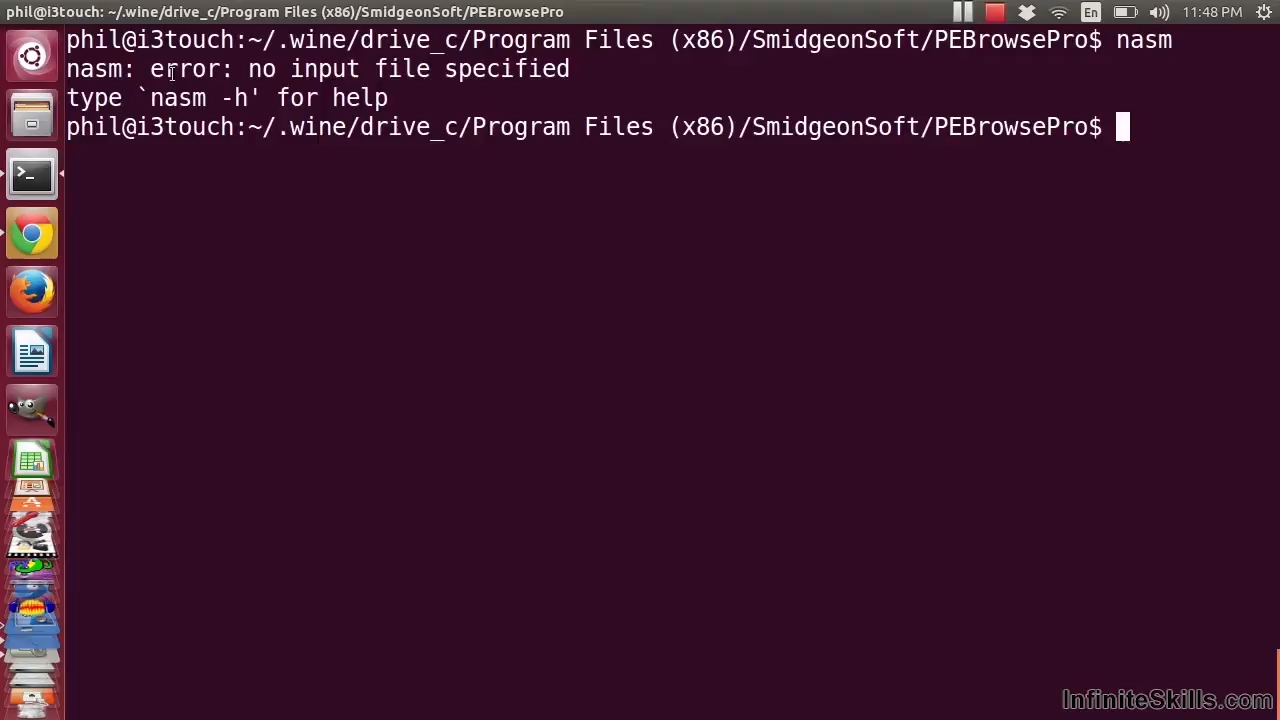 phil@i3touch: ~/.wine/drive_c/Program Files (x86)/SmidgeonSoft/PEBrowsePro
En
11:48 PM
phil@i3touch:~/.wine/drive_c/Program Files (x86)/SmidgeonSoft/PEBrowsePro$ nasm
nasm: error: no input file specified
type `nasm -h' for help
phil@i3touch:~/.wine/drive_c/Program Files (x86)/SmidgeonSoft/PEBrowsePro$
InfiniteSkills.com